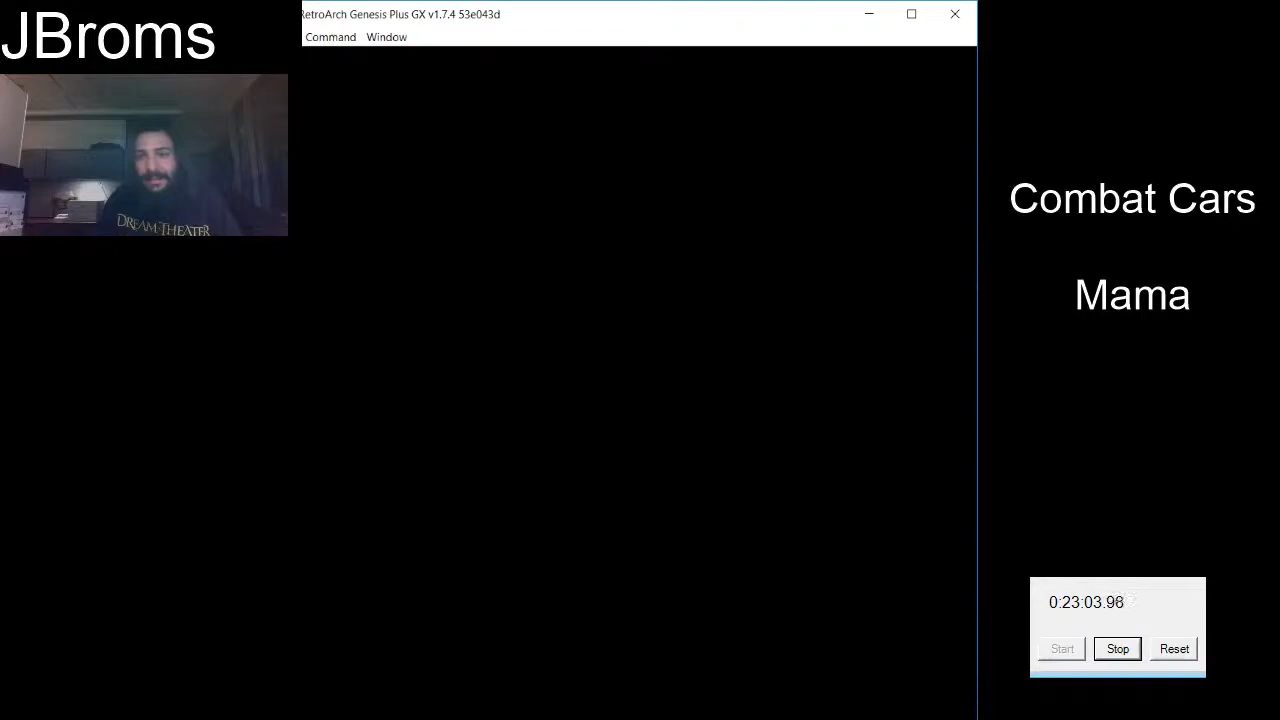 JBroms
RetroArch Genesis Plus GX v1.7.4 53e043d
Command Window
DREAM THEATER
Combat Cars
Mama
0:23:03.98
Start Stop Reset